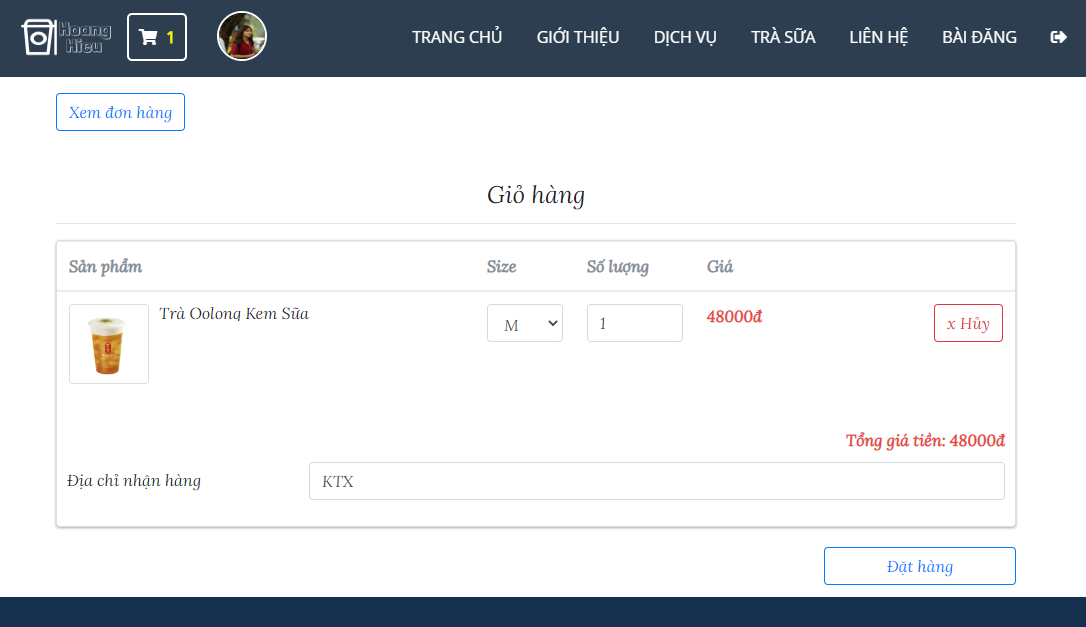 Hoang
Hieu
1
TRANG CHỦ GIỚI THIỆU DỊCH VỤ TRÀ SỮA LIÊN HỆ BÀI ĐĂNG
Xem đơn hàng
Giỏ hàng
Sản phẩm Size Số lượng Giá
Trà Oolong Kem Sữa M 1 48000đ x Hủy
Tổng giá tiền: 48000đ
Địa chỉ nhận hàng KTX
Đặt hàng